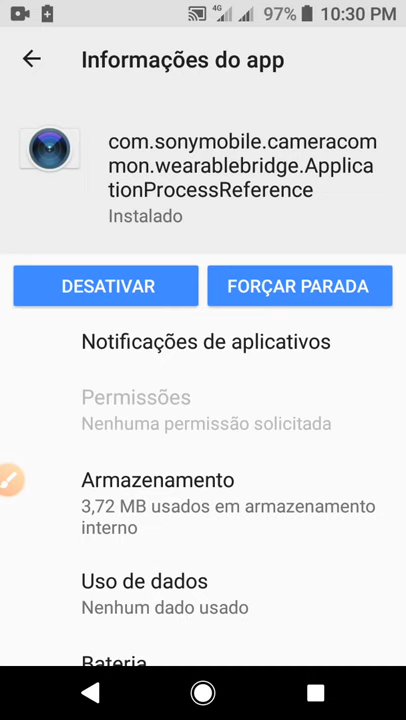 4G 97% 10:30 PM
Informações do app
com.sonymobile.cameracom
mon.wearablebridge.Applica
tionProcessReference
Instalado
DESATIVAR FORÇAR PARADA
Notificações de aplicativos
Permissões
Nenhuma permissão solicitada
Armazenamento
3,72 MB usados em armazenamento
interno
Uso de dados
Nenhum dado usado
Bateria